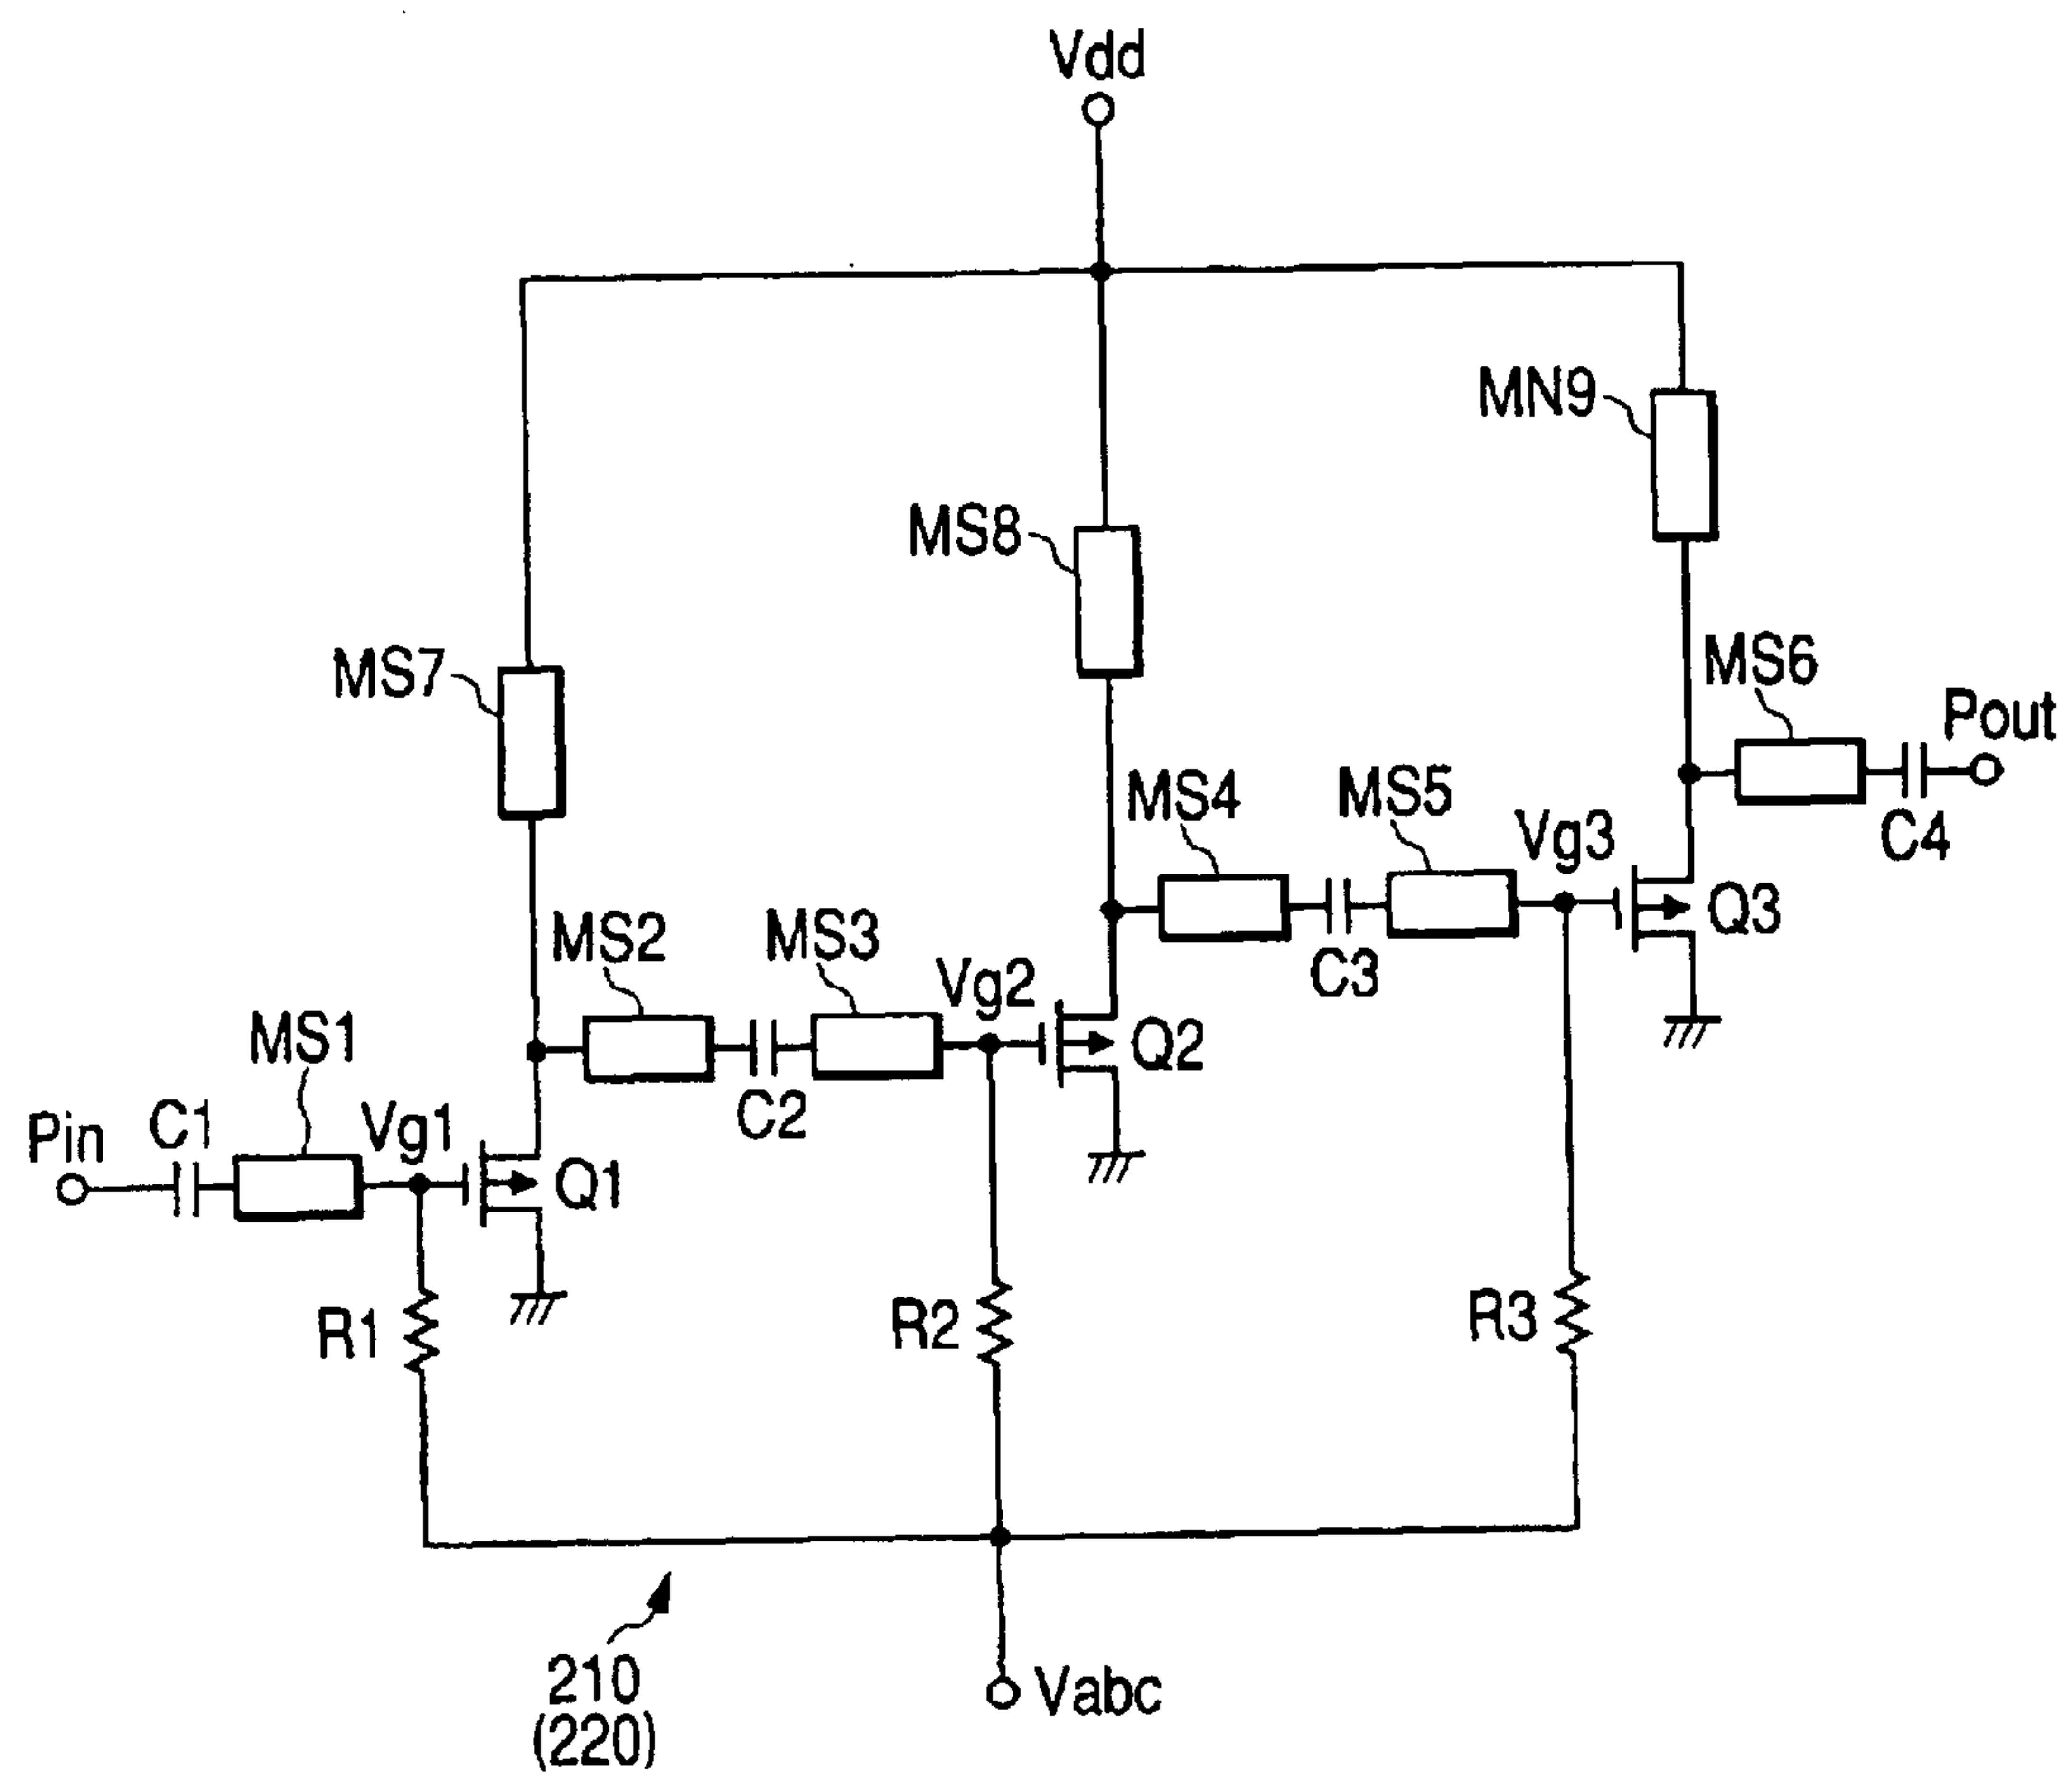 Vdd
MN9
MS8
MS7
MS6
Pout
MS4
MS5
Vg3
C4
Q3
MS2
MS3
Vg2
C3
MS1
Q2
C2
Pin
C1
Vg1
Q1
R1
R2
R3
210
(220)
Vabc